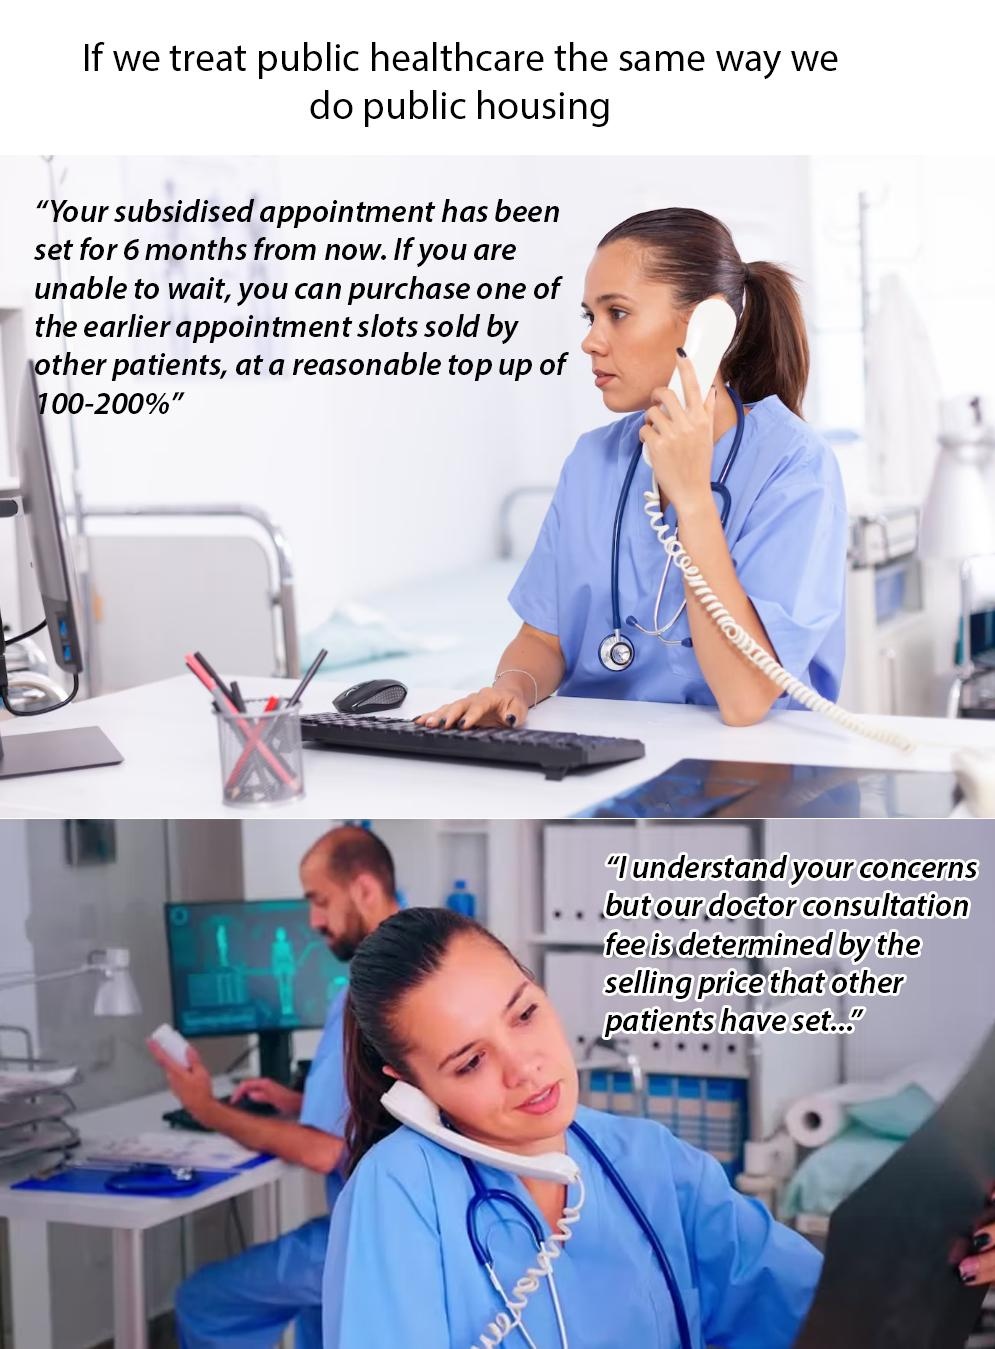 If we treat public healthcare the same way we
do public housing
“Your subsidised appointment has been
set for 6 months from now. If you are
unable to wait, you can purchase one of
the earlier appointment slots sold by
other patients, at a reasonable top up of
100-200%”
“I understand your concerns
but our doctor consultation
fee is determined by the
selling price that other
patients have set...”